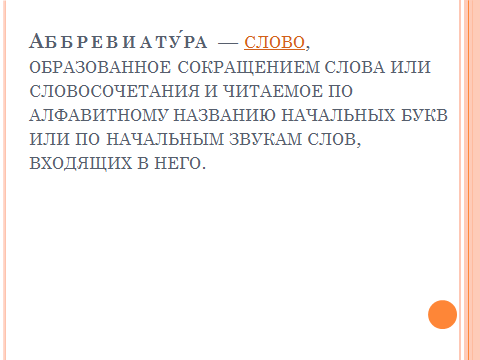 Аббревиату́ра — слово,
образованное сокращением слова или
словосочетания и читаемое по
алфавитному названию начальных букв
или по начальным звукам слов,
входящих в него.